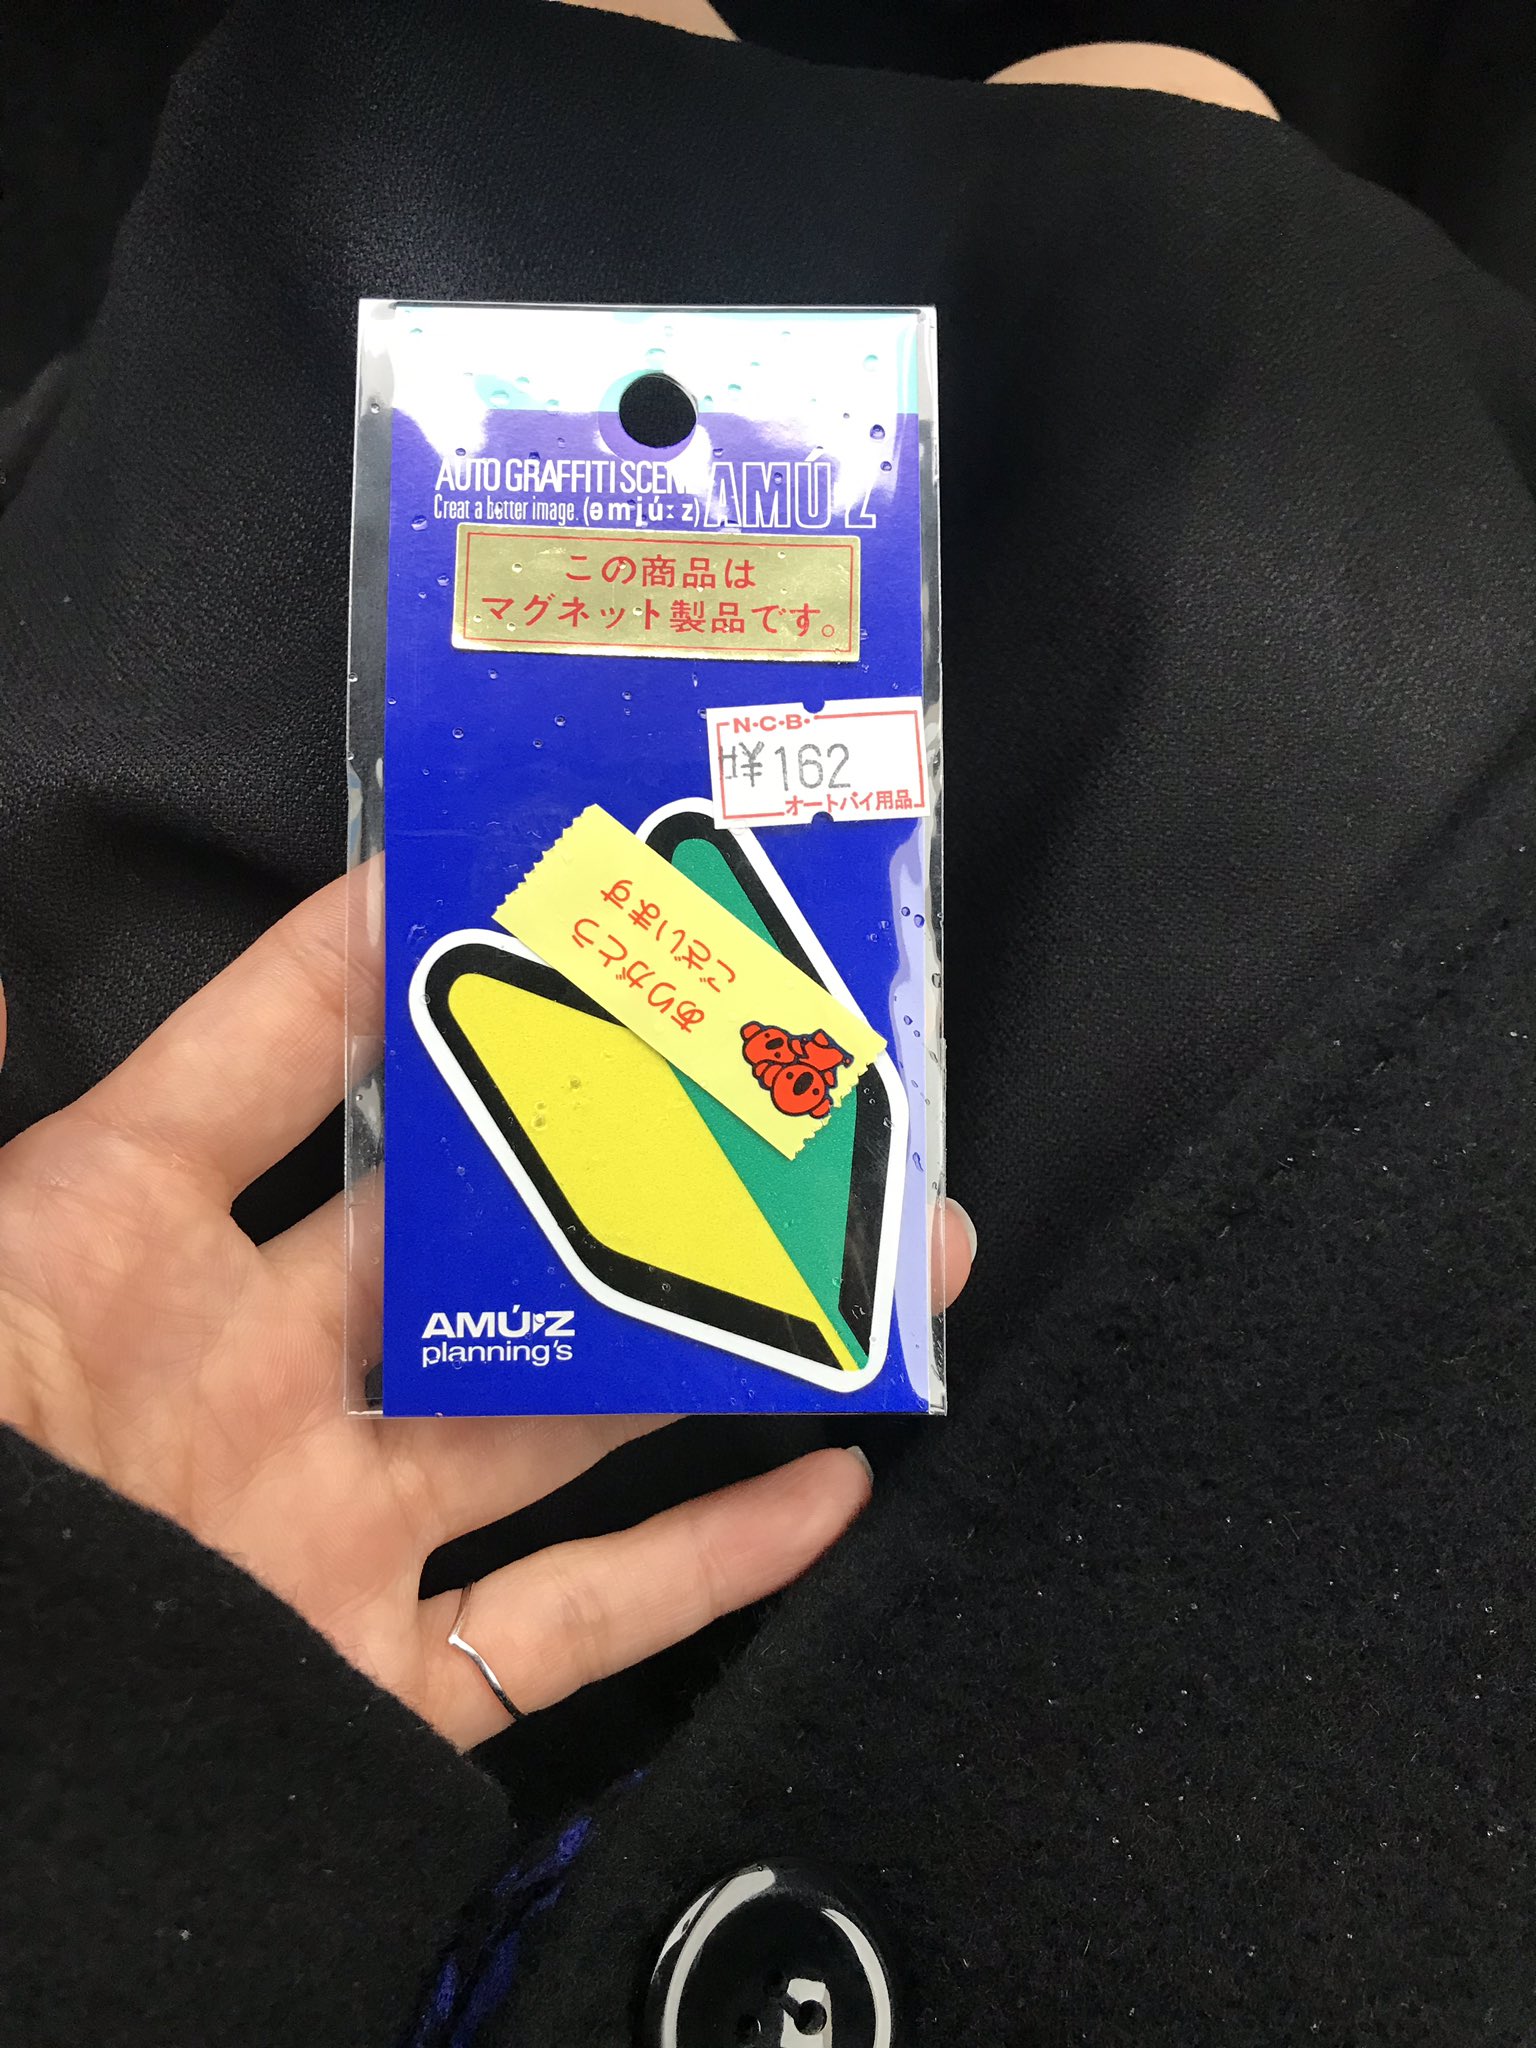 AUTO GRAFFITI SCENE AMÚ'Z
Creat a better image. (əmjú:z)
この商品は
マグネット製品です。
N・C・B・
H¥162
オートバイ用品
ありがとう
ございます
AMÚ'Z
planning's